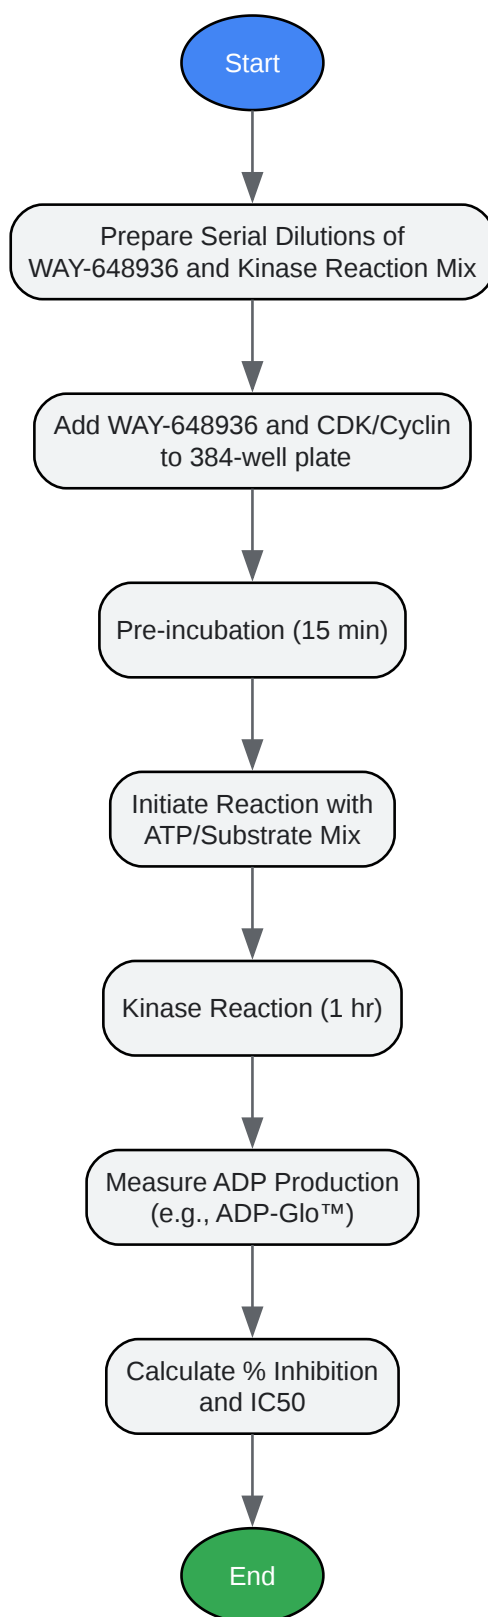 Start
Prepare Serial Dilutions of
WAY-648936 and Kinase Reaction Mix
Add WAY-648936 and CDK/Cyclin
to 384-well plate
Pre-incubation (15 min)
Initiate Reaction with
ATP/Substrate Mix
Kinase Reaction (1 hr)
Measure ADP Production
(e.g., ADP-Glo™)
Calculate % Inhibition
and IC50
End